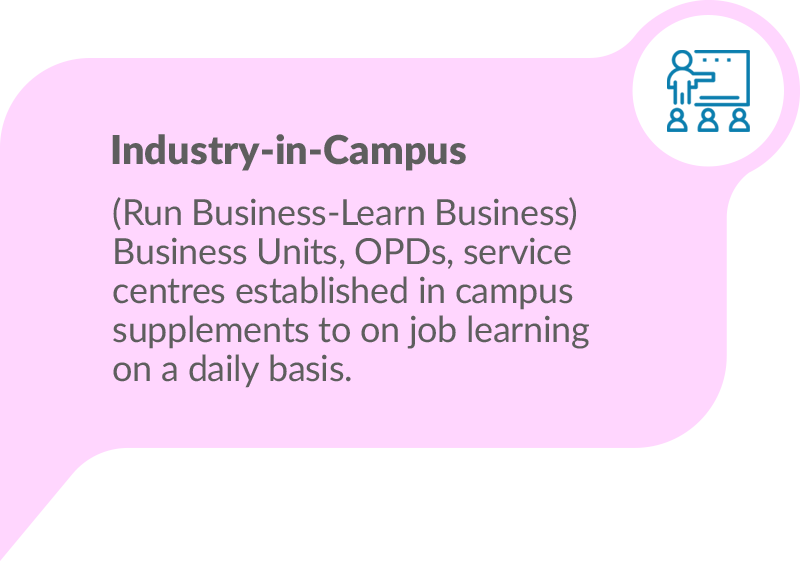 Industry-in-Campus
(Run Business-Learn Business)
Business Units, OPDs, service
centres established in campus
supplements to on job learning
on a daily basis.